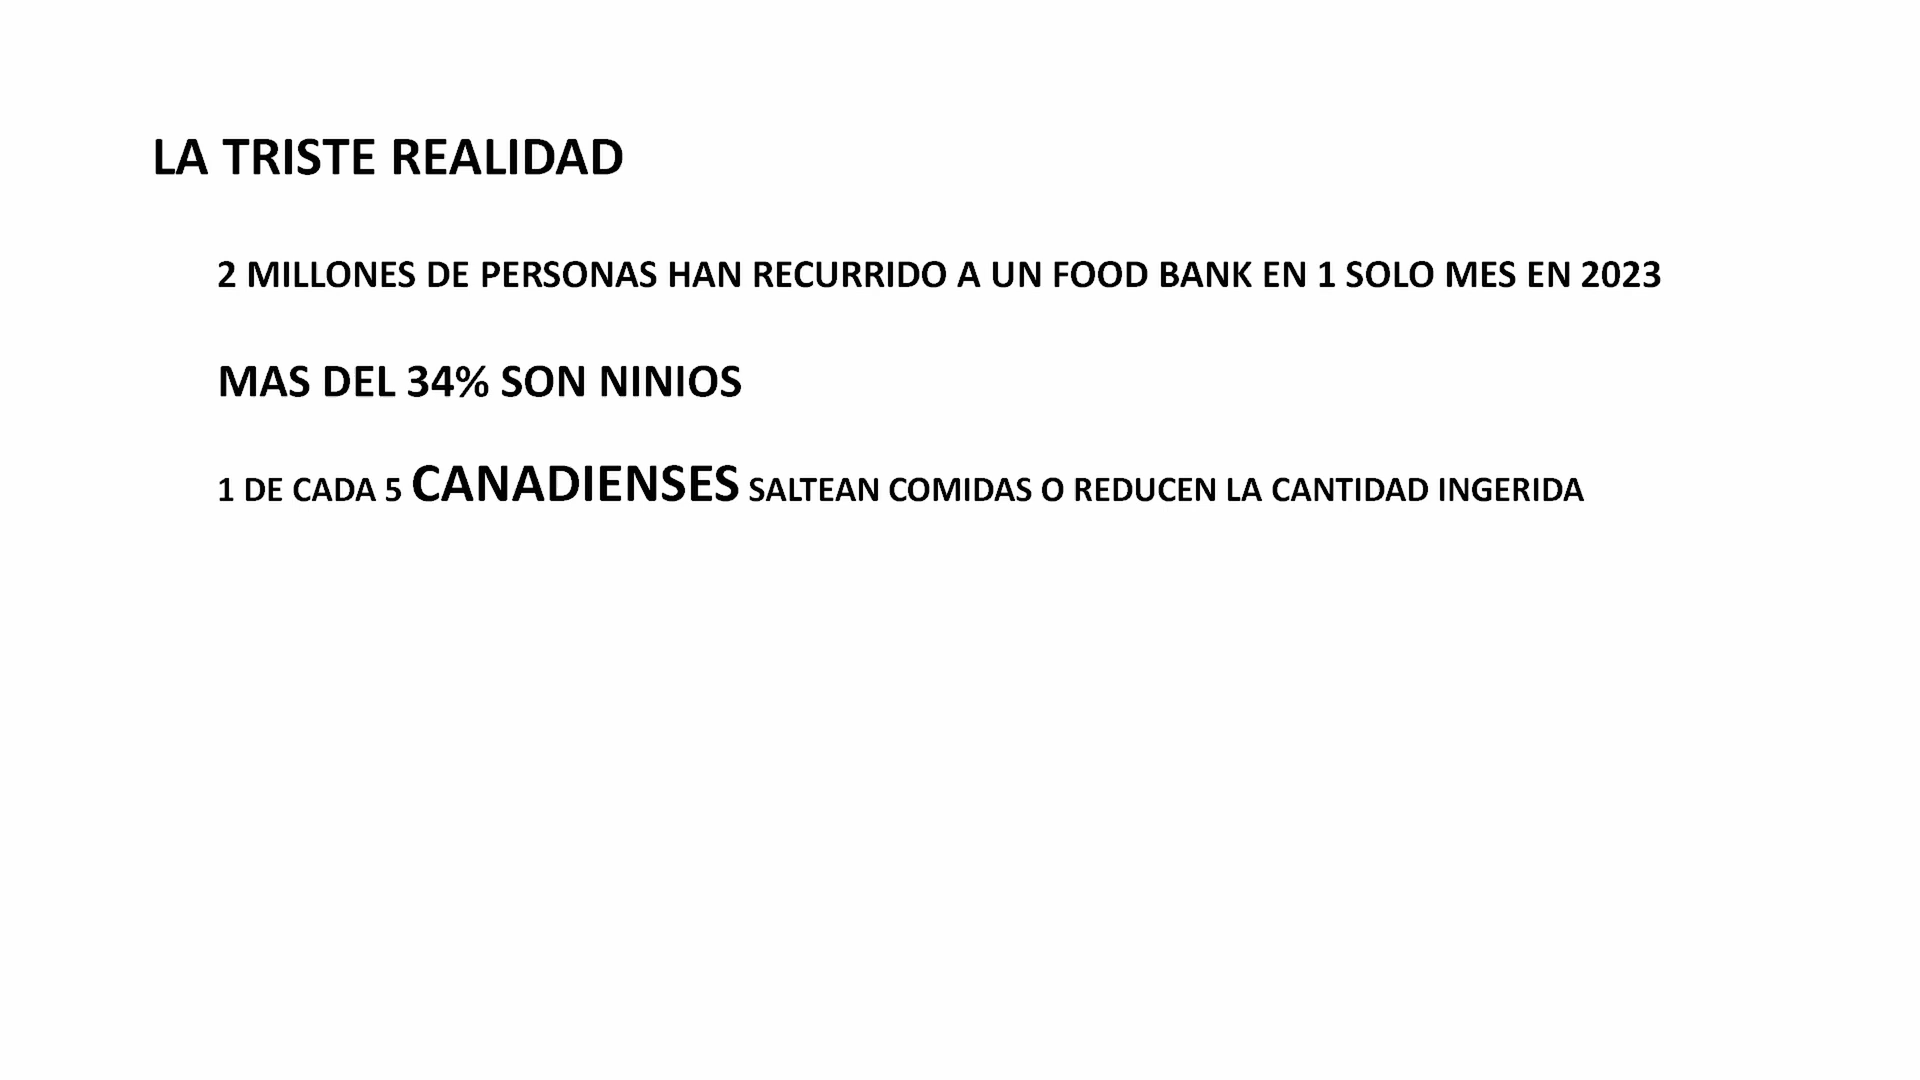 LA TRISTE REALIDAD
2 MILLONES DE PERSONAS HAN RECURRIDO A UN FOOD BANK EN 1 SOLO MES EN 2023
MAS DEL 34% SON NINIOS
1 DE CADA 5 CANADIENSES SALTEAN COMIDAS O REDUCEN LA CANTIDAD INGERIDA